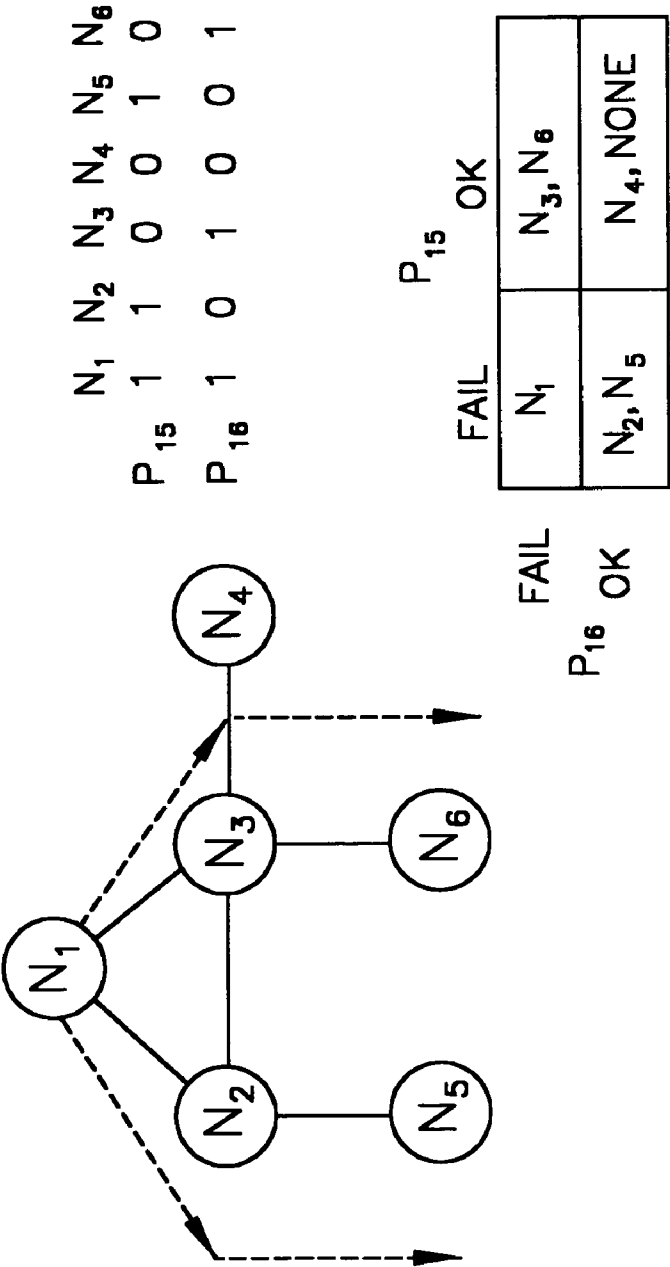 N1
N2 N3 N4
N5 N6
N1 N2 N3 N4 N5 N6
P15 1 1 0 0 1 0
P16 1 0 1 0 0 1
P15
FAIL OK
P16 FAIL N1 N3, N6
OK N2, N5 N4, NONE